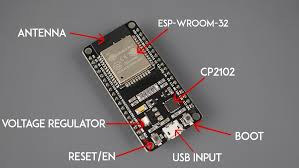 ANTENNA
ESP-WROOM-32
CP2102
VOLTAGE REGULATOR
BOOT
RESET/EN
USB INPUT